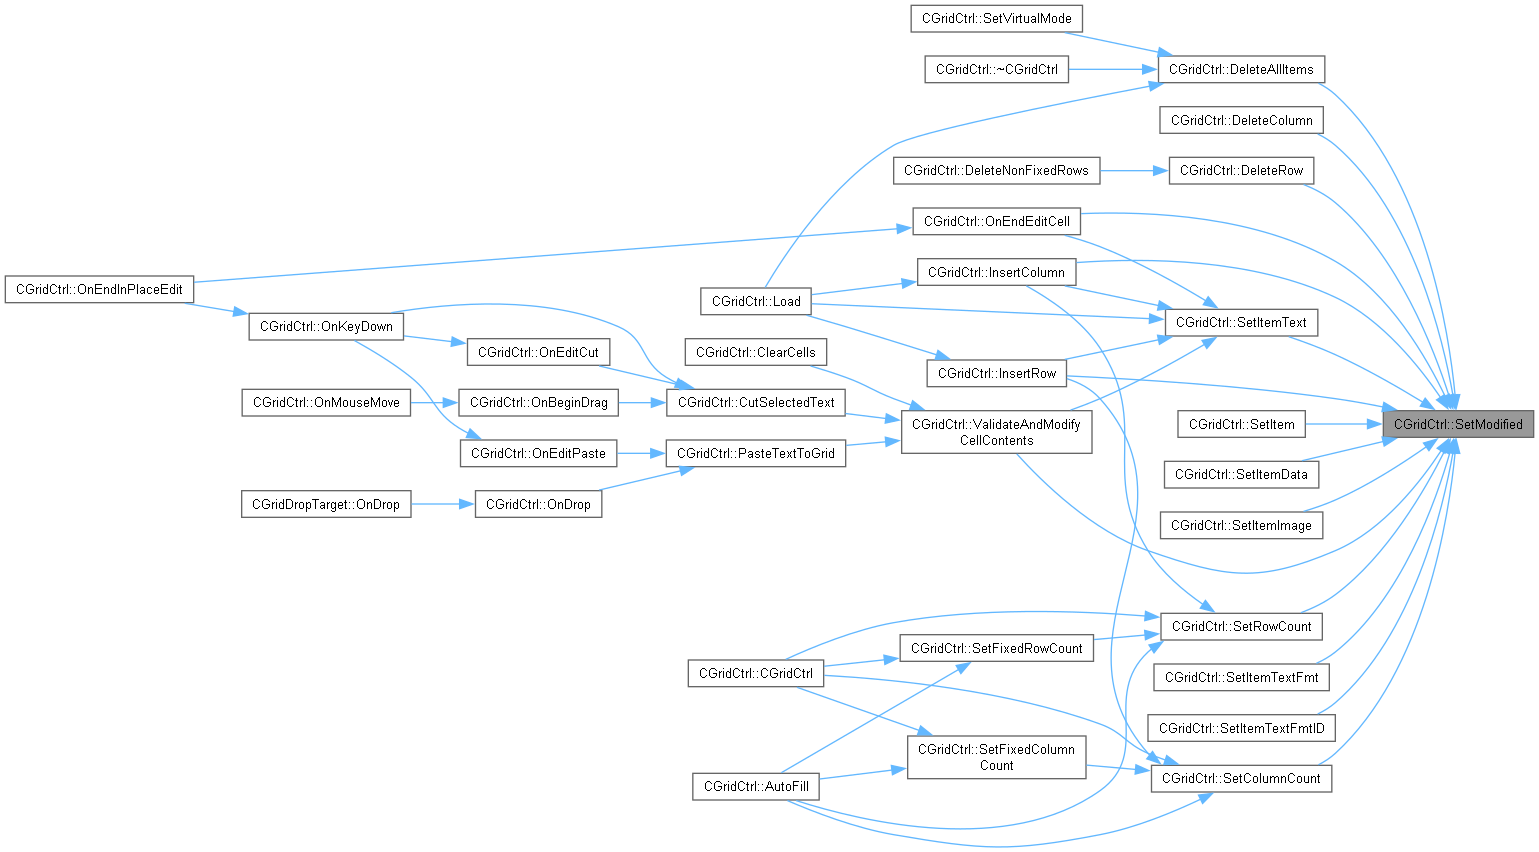 CGridCtrl::SetVirtualMode
CGridCtrl::~CGridCtrl
CGridCtrl::DeleteAllItems
CGridCtrl::DeleteColumn
CGridCtrl::DeleteNonFixedRows
CGridCtrl::DeleteRow
CGridCtrl::OnEndEditCell
CGridCtrl::InsertColumn
CGridCtrl::OnEndInPlaceEdit
CGridCtrl::Load
CGridCtrl::OnKeyDown
CGridCtrl::SetItemText
CGridCtrl::OnEditCut
CGridCtrl::ClearCells
CGridCtrl::InsertRow
CGridCtrl::OnMouseMove
CGridCtrl::OnBeginDrag
CGridCtrl::CutSelectedText
CGridCtrl::ValidateAndModify
CellContents
CGridCtrl::SetItem
CGridCtrl::SetModified
CGridCtrl::OnEditPaste
CGridCtrl::PasteTextToGrid
CGridCtrl::SetItemData
CGridDropTarget::OnDrop
CGridCtrl::OnDrop
CGridCtrl::SetItemImage
CGridCtrl::SetRowCount
CGridCtrl::SetFixedRowCount
CGridCtrl::CGridCtrl
CGridCtrl::SetItemTextFmt
CGridCtrl::SetItemTextFmtID
CGridCtrl::SetFixedColumn
Count
CGridCtrl::AutoFill
CGridCtrl::SetColumnCount